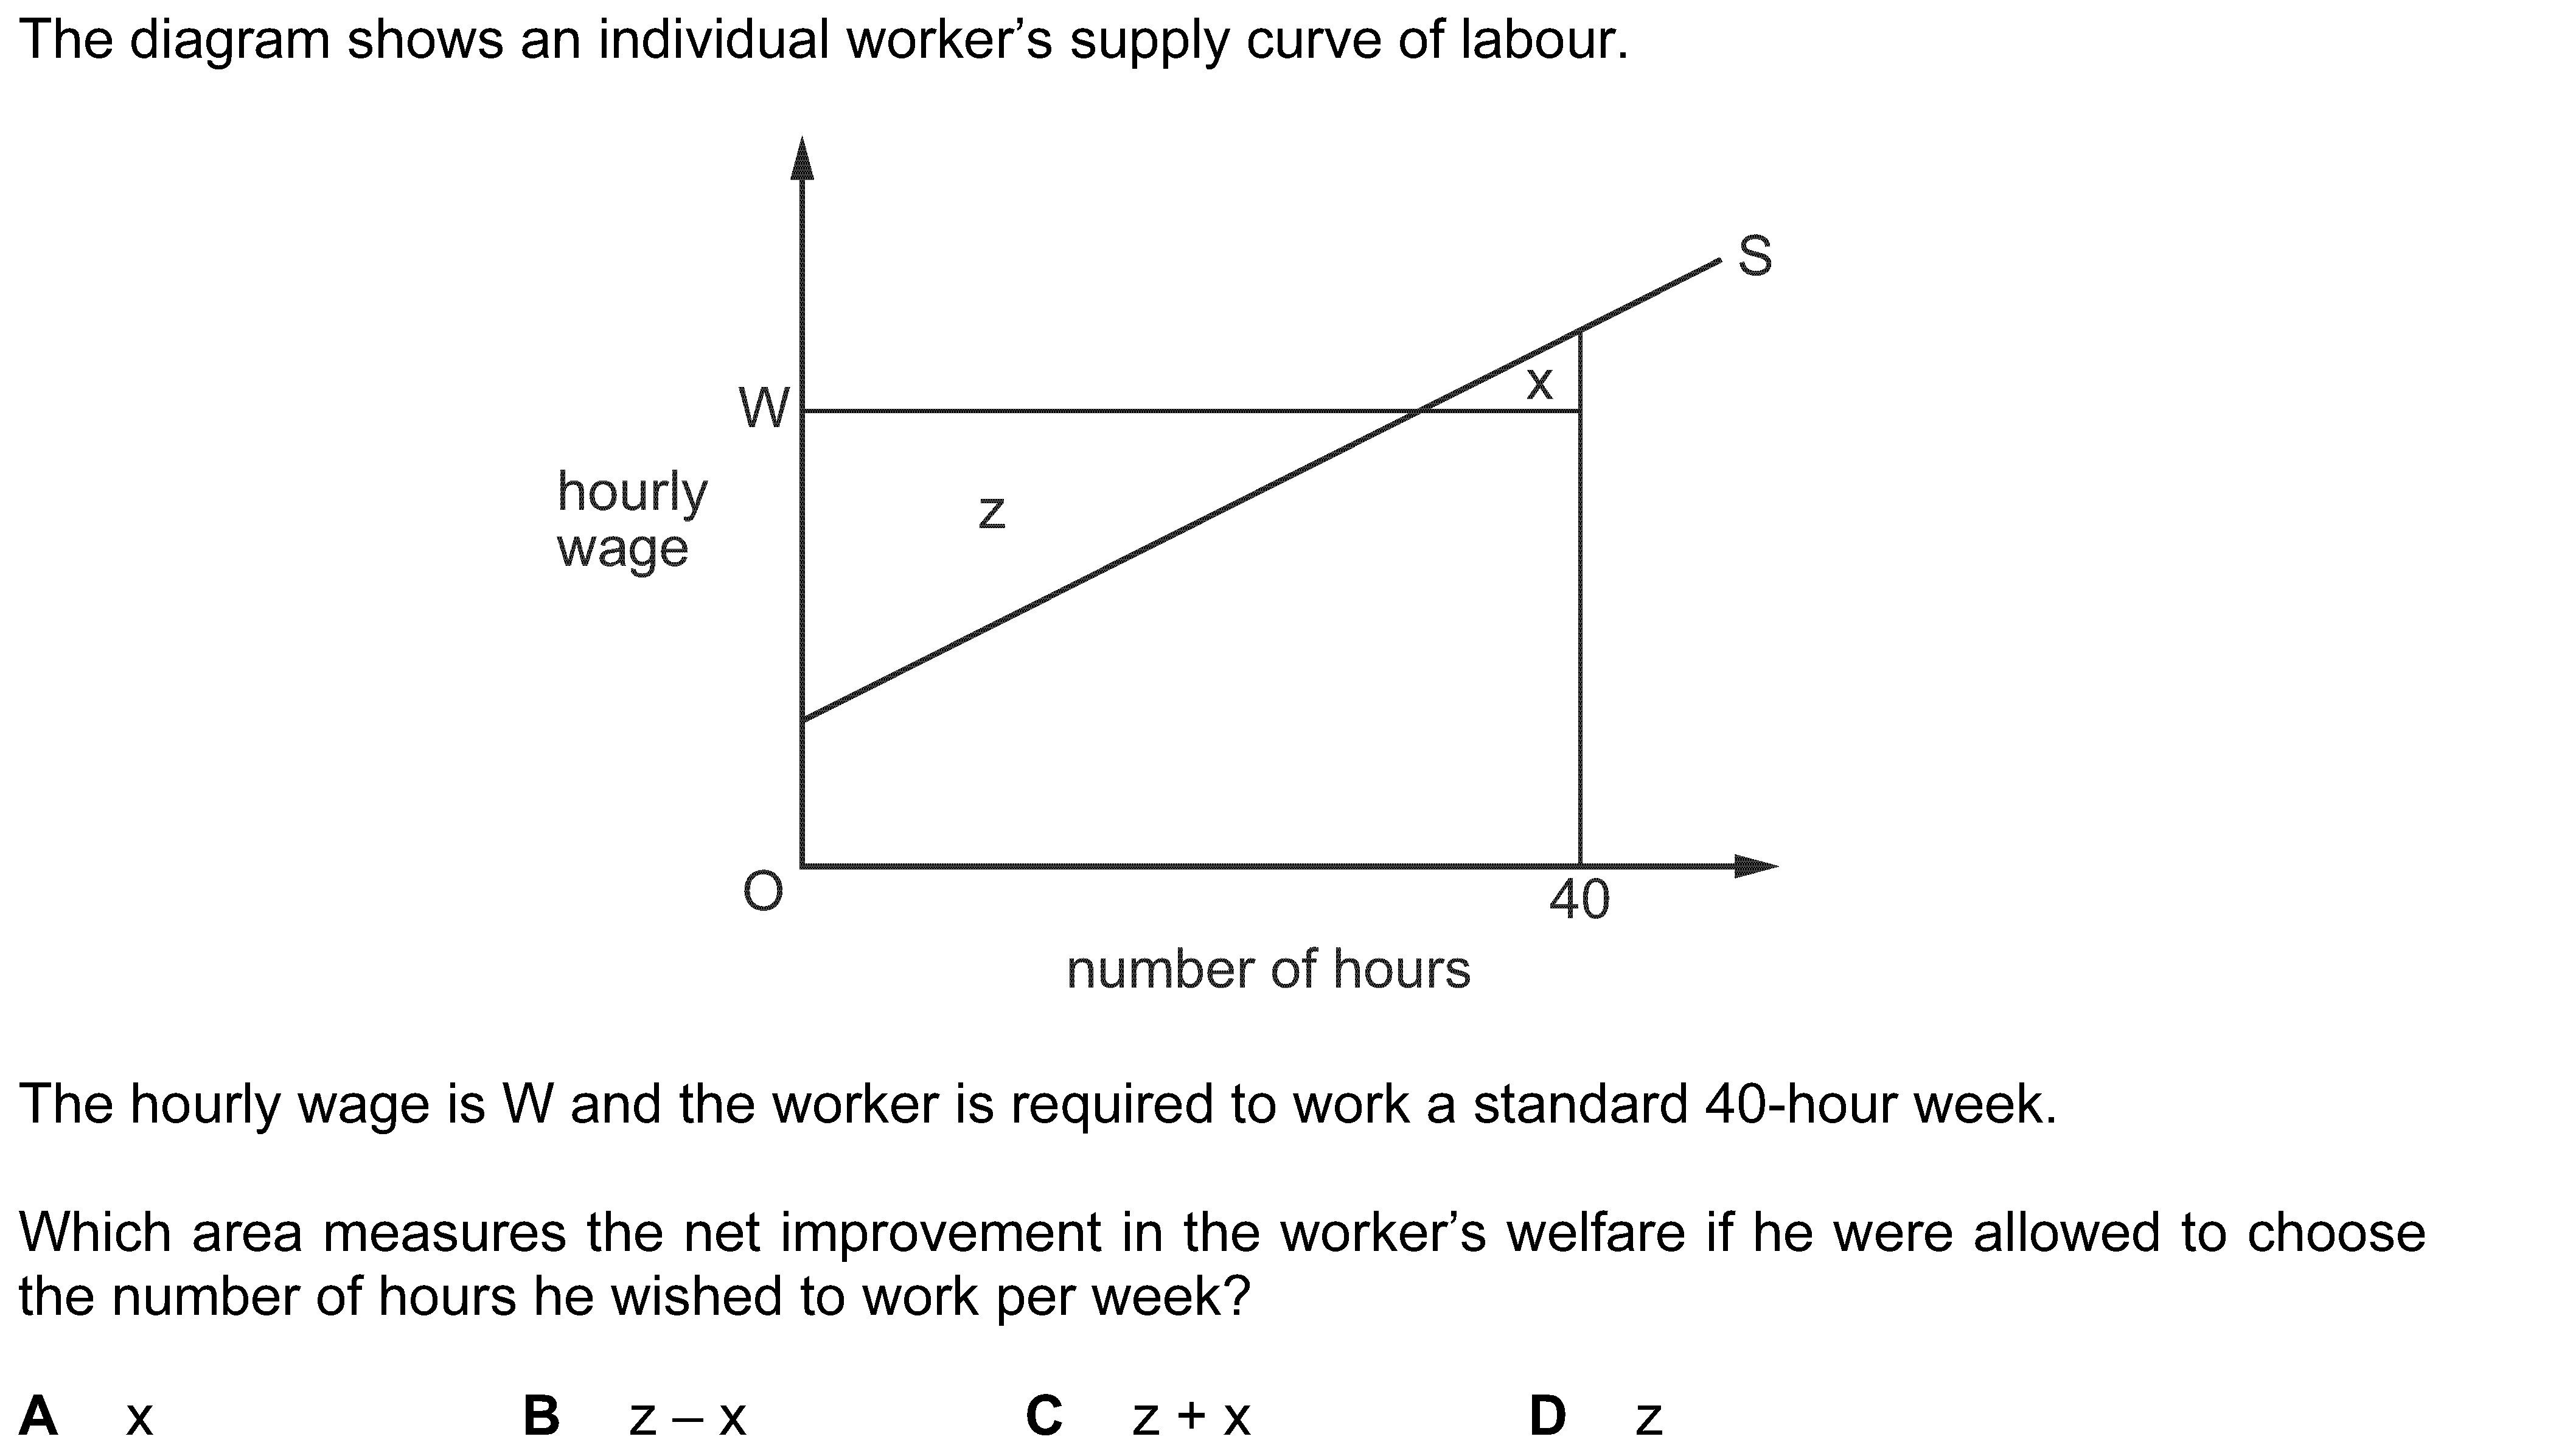 The diagram shows an individual worker’s supply curve of labour.
S
x
W
hourly
wage
z
O
40
number of hours
The hourly wage is W and the worker is required to work a standard 40-hour week.
Which area measures the net improvement in the worker’s welfare if he were allowed to choose
the number of hours he wished to work per week?
A x B z – x C z + x D z